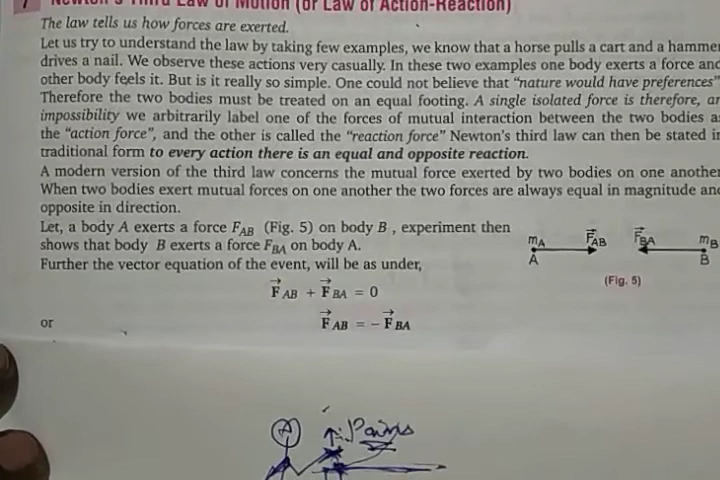 7 Newton's Third Law of Motion (or Law of Action-Reaction)
The law tells us how forces are exerted.
Let us try to understand the law by taking few examples, we know that a horse pulls a cart and a hammer
drives a nail. We observe these actions very casually. In these two examples one body exerts a force and
other body feels it. But is it really so simple. One could not believe that "nature would have preferences"
Therefore the two bodies must be treated on an equal footing. A single isolated force is therefore, an
impossibility we arbitrarily label one of the forces of mutual interaction between the two bodies as
the "action force", and the other is called the "reaction force" Newton's third law can then be stated in
traditional form to every action there is an equal and opposite reaction.
A modern version of the third law concerns the mutual force exerted by two bodies on one another
When two bodies exert mutual forces on one another the two forces are always equal in magnitude and
opposite in direction.
Let, a body A exerts a force F_AB (Fig. 5) on body B , experiment then
shows that body B exerts a force F_BA on body A.
Further the vector equation of the event, will be as under,
m_A F⃗_AB F⃗_BA m_B
A B
(Fig. 5)
F⃗_AB + F⃗_BA = 0
or F⃗_AB = − F⃗_BA
A